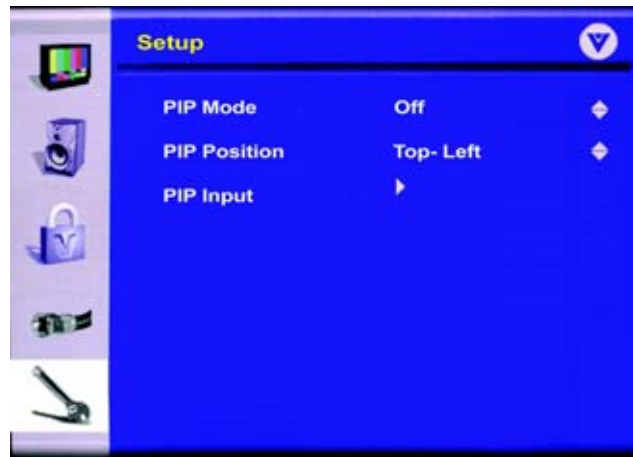 Setup
PIP Mode Off
PIP Position Top- Left
PIP Input